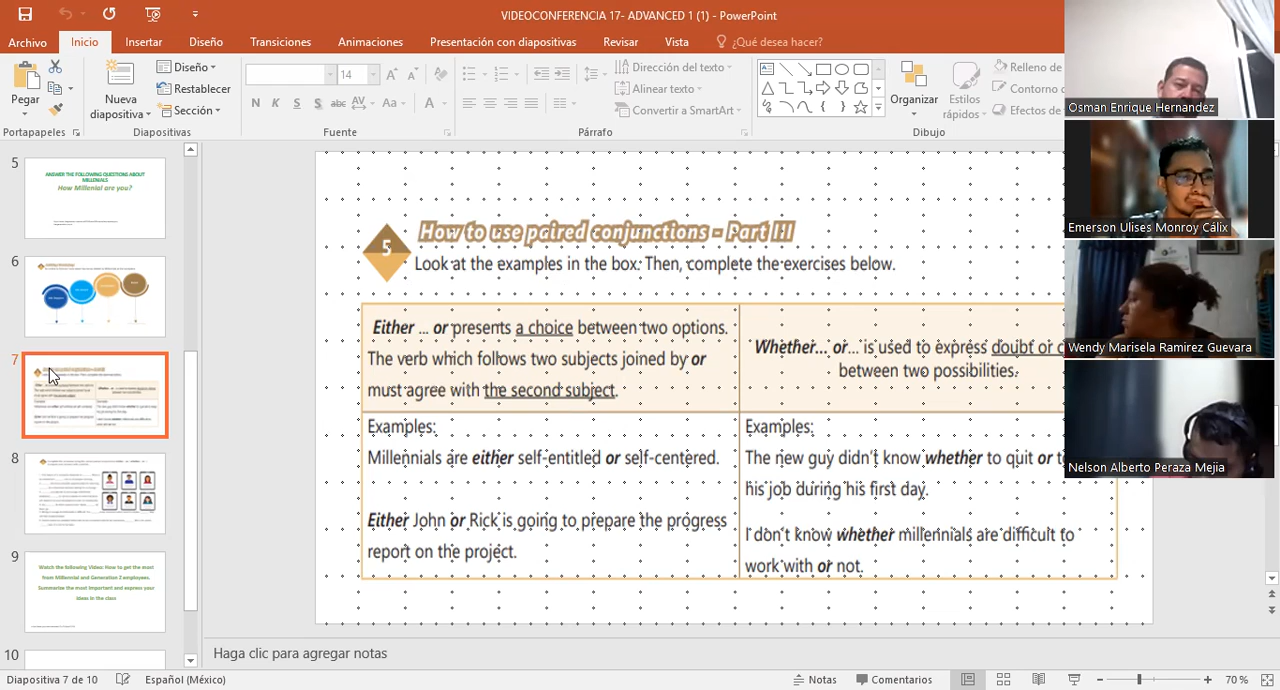 VIDEOCONFERENCIA 17- ADVANCED 1 (1) - PowerPoint
Archivo Inicio Insertar Diseño Transiciones Animaciones Presentación con diapositivas Revisar Vista ¿Qué desea hacer?
Pegar
Portapapeles
Nueva diapositiva
Diseño
Restablecer
Sección
Diapositivas
14
N K S S abc AV Aa A
Fuente
Dirección del texto
Alinear texto
Convertir a SmartArt
Párrafo
Organizar
Estilos rápidos
Relleno de
Contorno
Efectos de
Dibujo
Osman Enrique Hernandez
Emerson Ulises Monroy Cálix
Wendy Marisela Ramirez Guevara
Nelson Alberto Peraza Mejia
5
ANSWER THE FOLLOWING QUESTIONS ABOUT
MILLENIALS
How Millenial are you?
6
7
8
9
Watch the following Video: How to get the most
from Millennial and Generation Z employees.
Summarize the most important and express your
ideas in the class
10
5
How to use paired conjunctions - Part III
Look at the examples in the box. Then, complete the exercises below.
Either ... or presents a choice between two options.
The verb which follows two subjects joined by or
must agree with the second subject.
Whether... or... is used to express doubt or c
between two possibilities.
Examples:
Millennials are either self-entitled or self-centered.
Either John or Rick is going to prepare the progress
report on the project.
Examples:
The new guy didn't know whether to quit or t
his job during his first day.
I don't know whether millennials are difficult to
work with or not.
Haga clic para agregar notas
Diapositiva 7 de 10 Español (México) Notas Comentarios 70 %